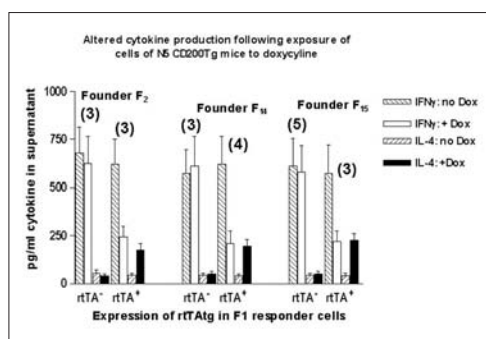 Altered cytokine production following exposure of
cells of N5 CD200Tg mice to doxycyline
Founder F2
Founder F14
Founder F15
(3)
(3)
(3)
(4)
(5)
(3)
IFNγ: no Dox
IFNγ: + Dox
IL-4: no Dox
IL-4: +Dox
pg/ml cytokine in supernatant
1000
750
500
250
0
rtTA- rtTA+ rtTA- rtTA+ rtTA- rtTA+
Expression of rtTAtg in F1 responder cells